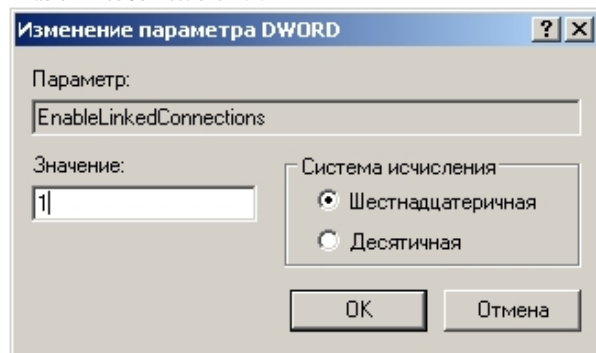 Изменение параметра DWORD
Параметр:
EnableLinkedConnections
Значение:
1
Система исчисления
Шестнадцатеричная
Десятичная
OK
Отмена